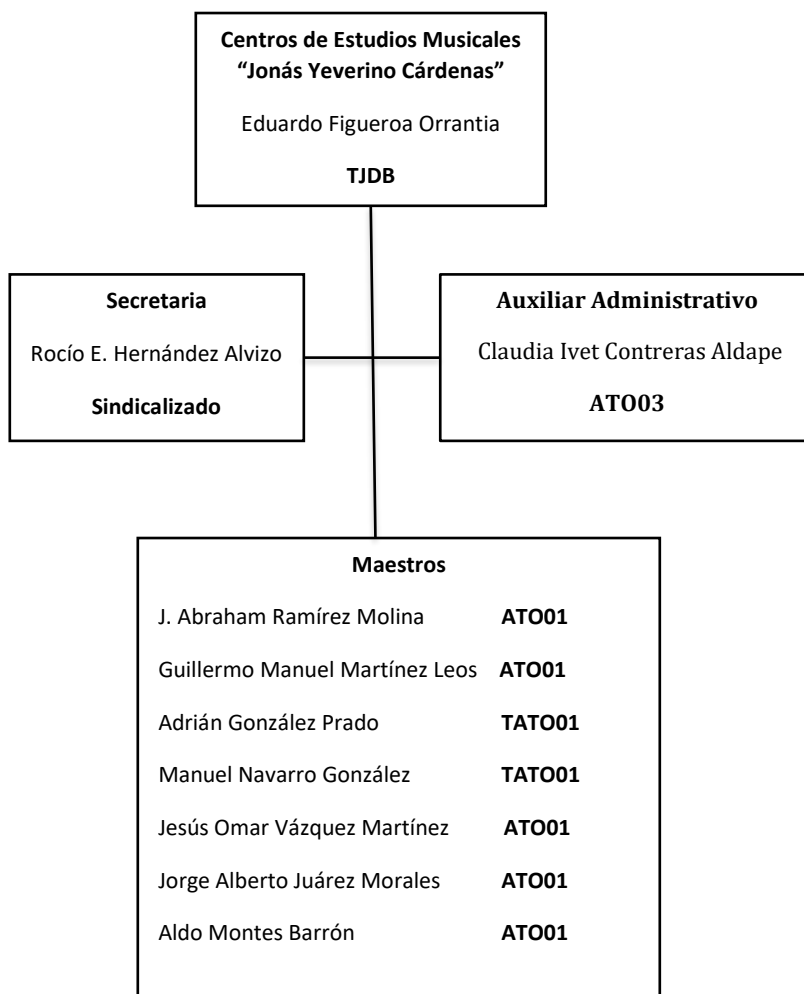 Centros de Estudios Musicales
“Jonás Yeverino Cárdenas”
Eduardo Figueroa Orrantia
TJDB
Secretaria
Rocío E. Hernández Alvizo
Sindicalizado
Auxiliar Administrativo
Claudia Ivet Contreras Aldape
ATO03
Maestros
J. Abraham Ramírez Molina ATO01
Guillermo Manuel Martínez Leos ATO01
Adrián González Prado TATO01
Manuel Navarro González TATO01
Jesús Omar Vázquez Martínez ATO01
Jorge Alberto Juárez Morales ATO01
Aldo Montes Barrón ATO01